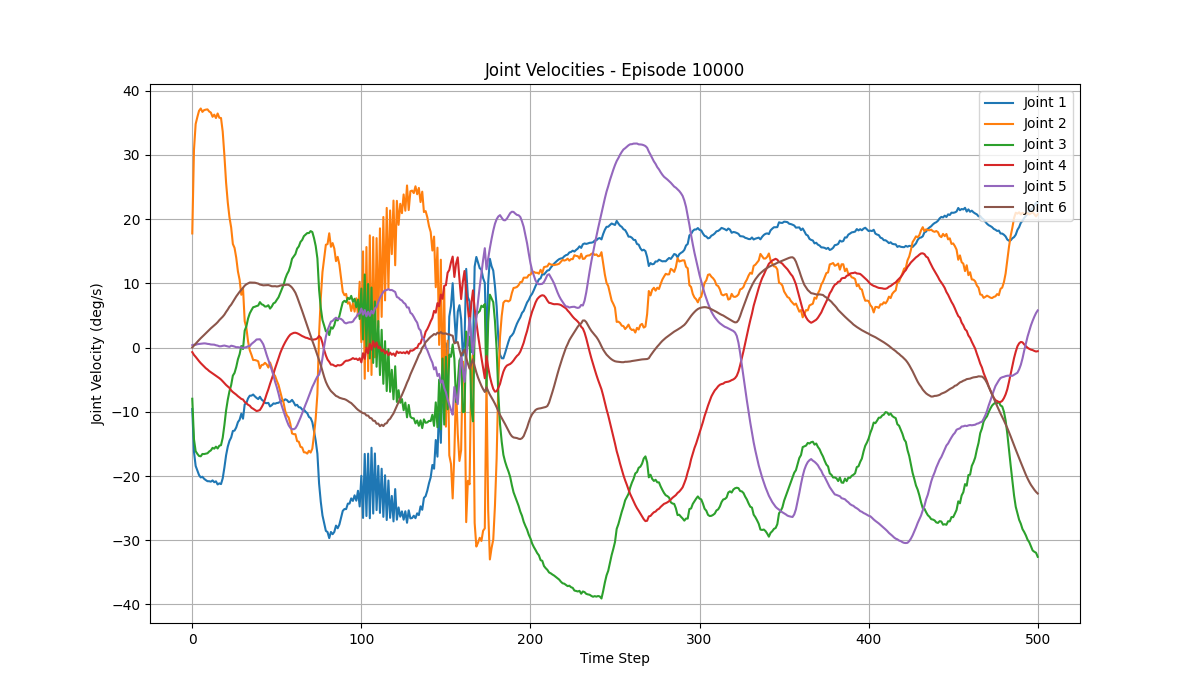 Joint Velocities - Episode 10000
Joint Velocity (deg/s)
40
30
20
10
0
−10
−20
−30
−40
Joint 1
Joint 2
Joint 3
Joint 4
Joint 5
Joint 6
0 100 200 300 400 500
Time Step